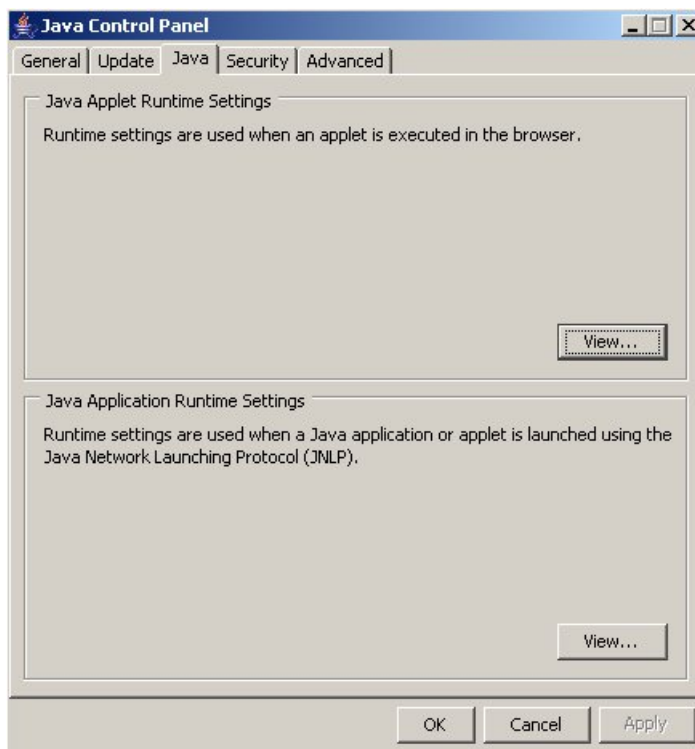 Java Control Panel
General Update Java Security Advanced
Java Applet Runtime Settings
Runtime settings are used when an applet is executed in the browser.
View...
Java Application Runtime Settings
Runtime settings are used when a Java application or applet is launched using the
Java Network Launching Protocol (JNLP).
View...
OK Cancel Apply